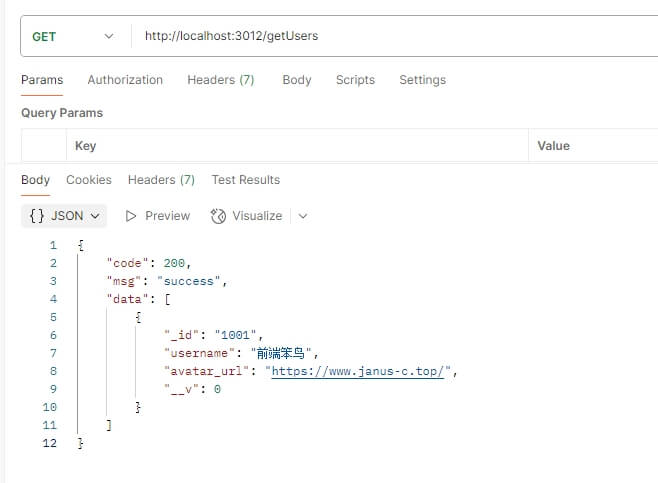 GET http://localhost:3012/getUsers
Params Authorization Headers (7) Body Scripts Settings
Query Params
Key Value
Body Cookies Headers (7) Test Results
{} JSON Preview Visualize
1 {
2 "code": 200,
3 "msg": "success",
4 "data": [
5 {
6 "_id": "1001",
7 "username": "前端笨鸟",
8 "avatar_url": "https://www.janus-c.top/",
9 "__v": 0
10 }
11 ]
12 }